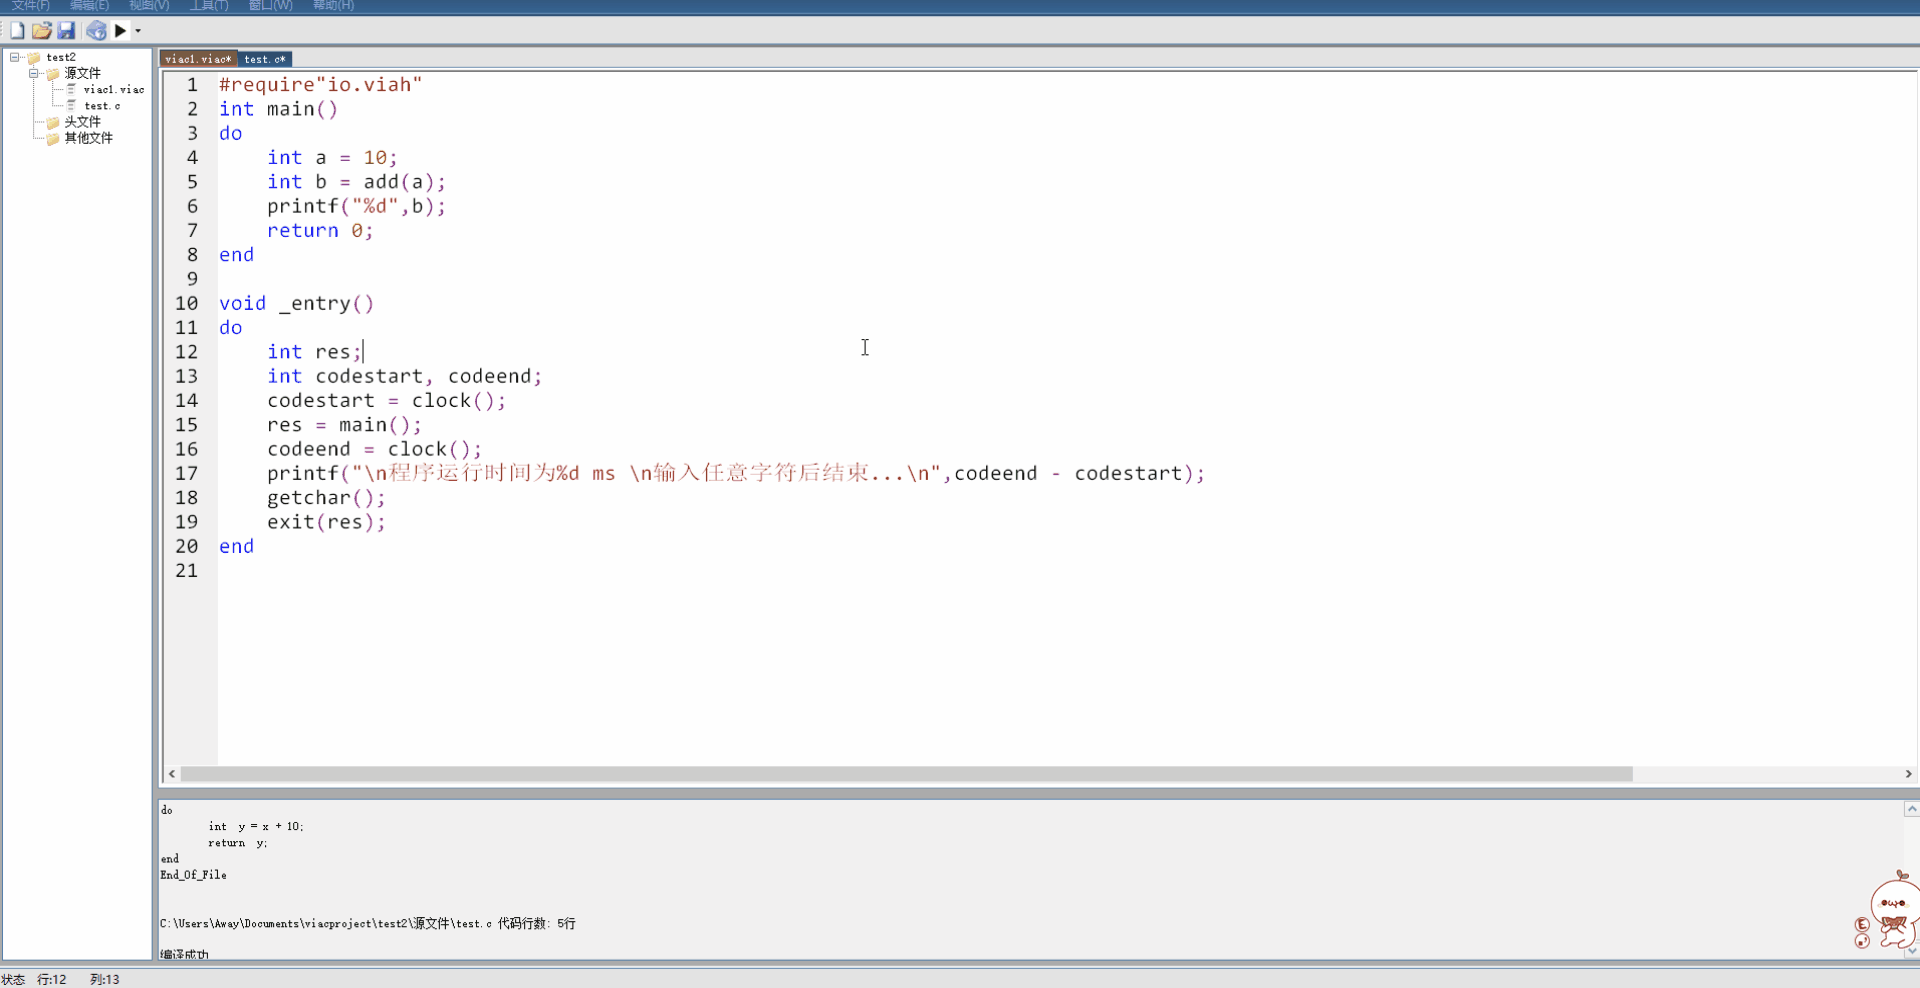 文件(F) 编辑(E) 视图(V) 工具(T) 窗口(W) 帮助(H)
test2
源文件
viac1.viac
test.c
头文件
其他文件
viac1.viac* test.c*
1 #require"io.viah"
2 int main()
3 do
4 int a = 10;
5 int b = add(a);
6 printf("%d",b);
7 return 0;
8 end
9
10 void _entry()
11 do
12 int res;
13 int codestart, codeend;
14 codestart = clock();
15 res = main();
16 codeend = clock();
17 printf("\n程序运行时间为%d ms \n输入任意字符后结束...\n",codeend - codestart);
18 getchar();
19 exit(res);
20 end
21
do
int y = x + 10;
return y;
end
End_Of_File
C:\Users\Away\Documents\viacproject\test2\源文件\test.c 代码行数: 5行
编译成功
E
状态 行:12 列:13